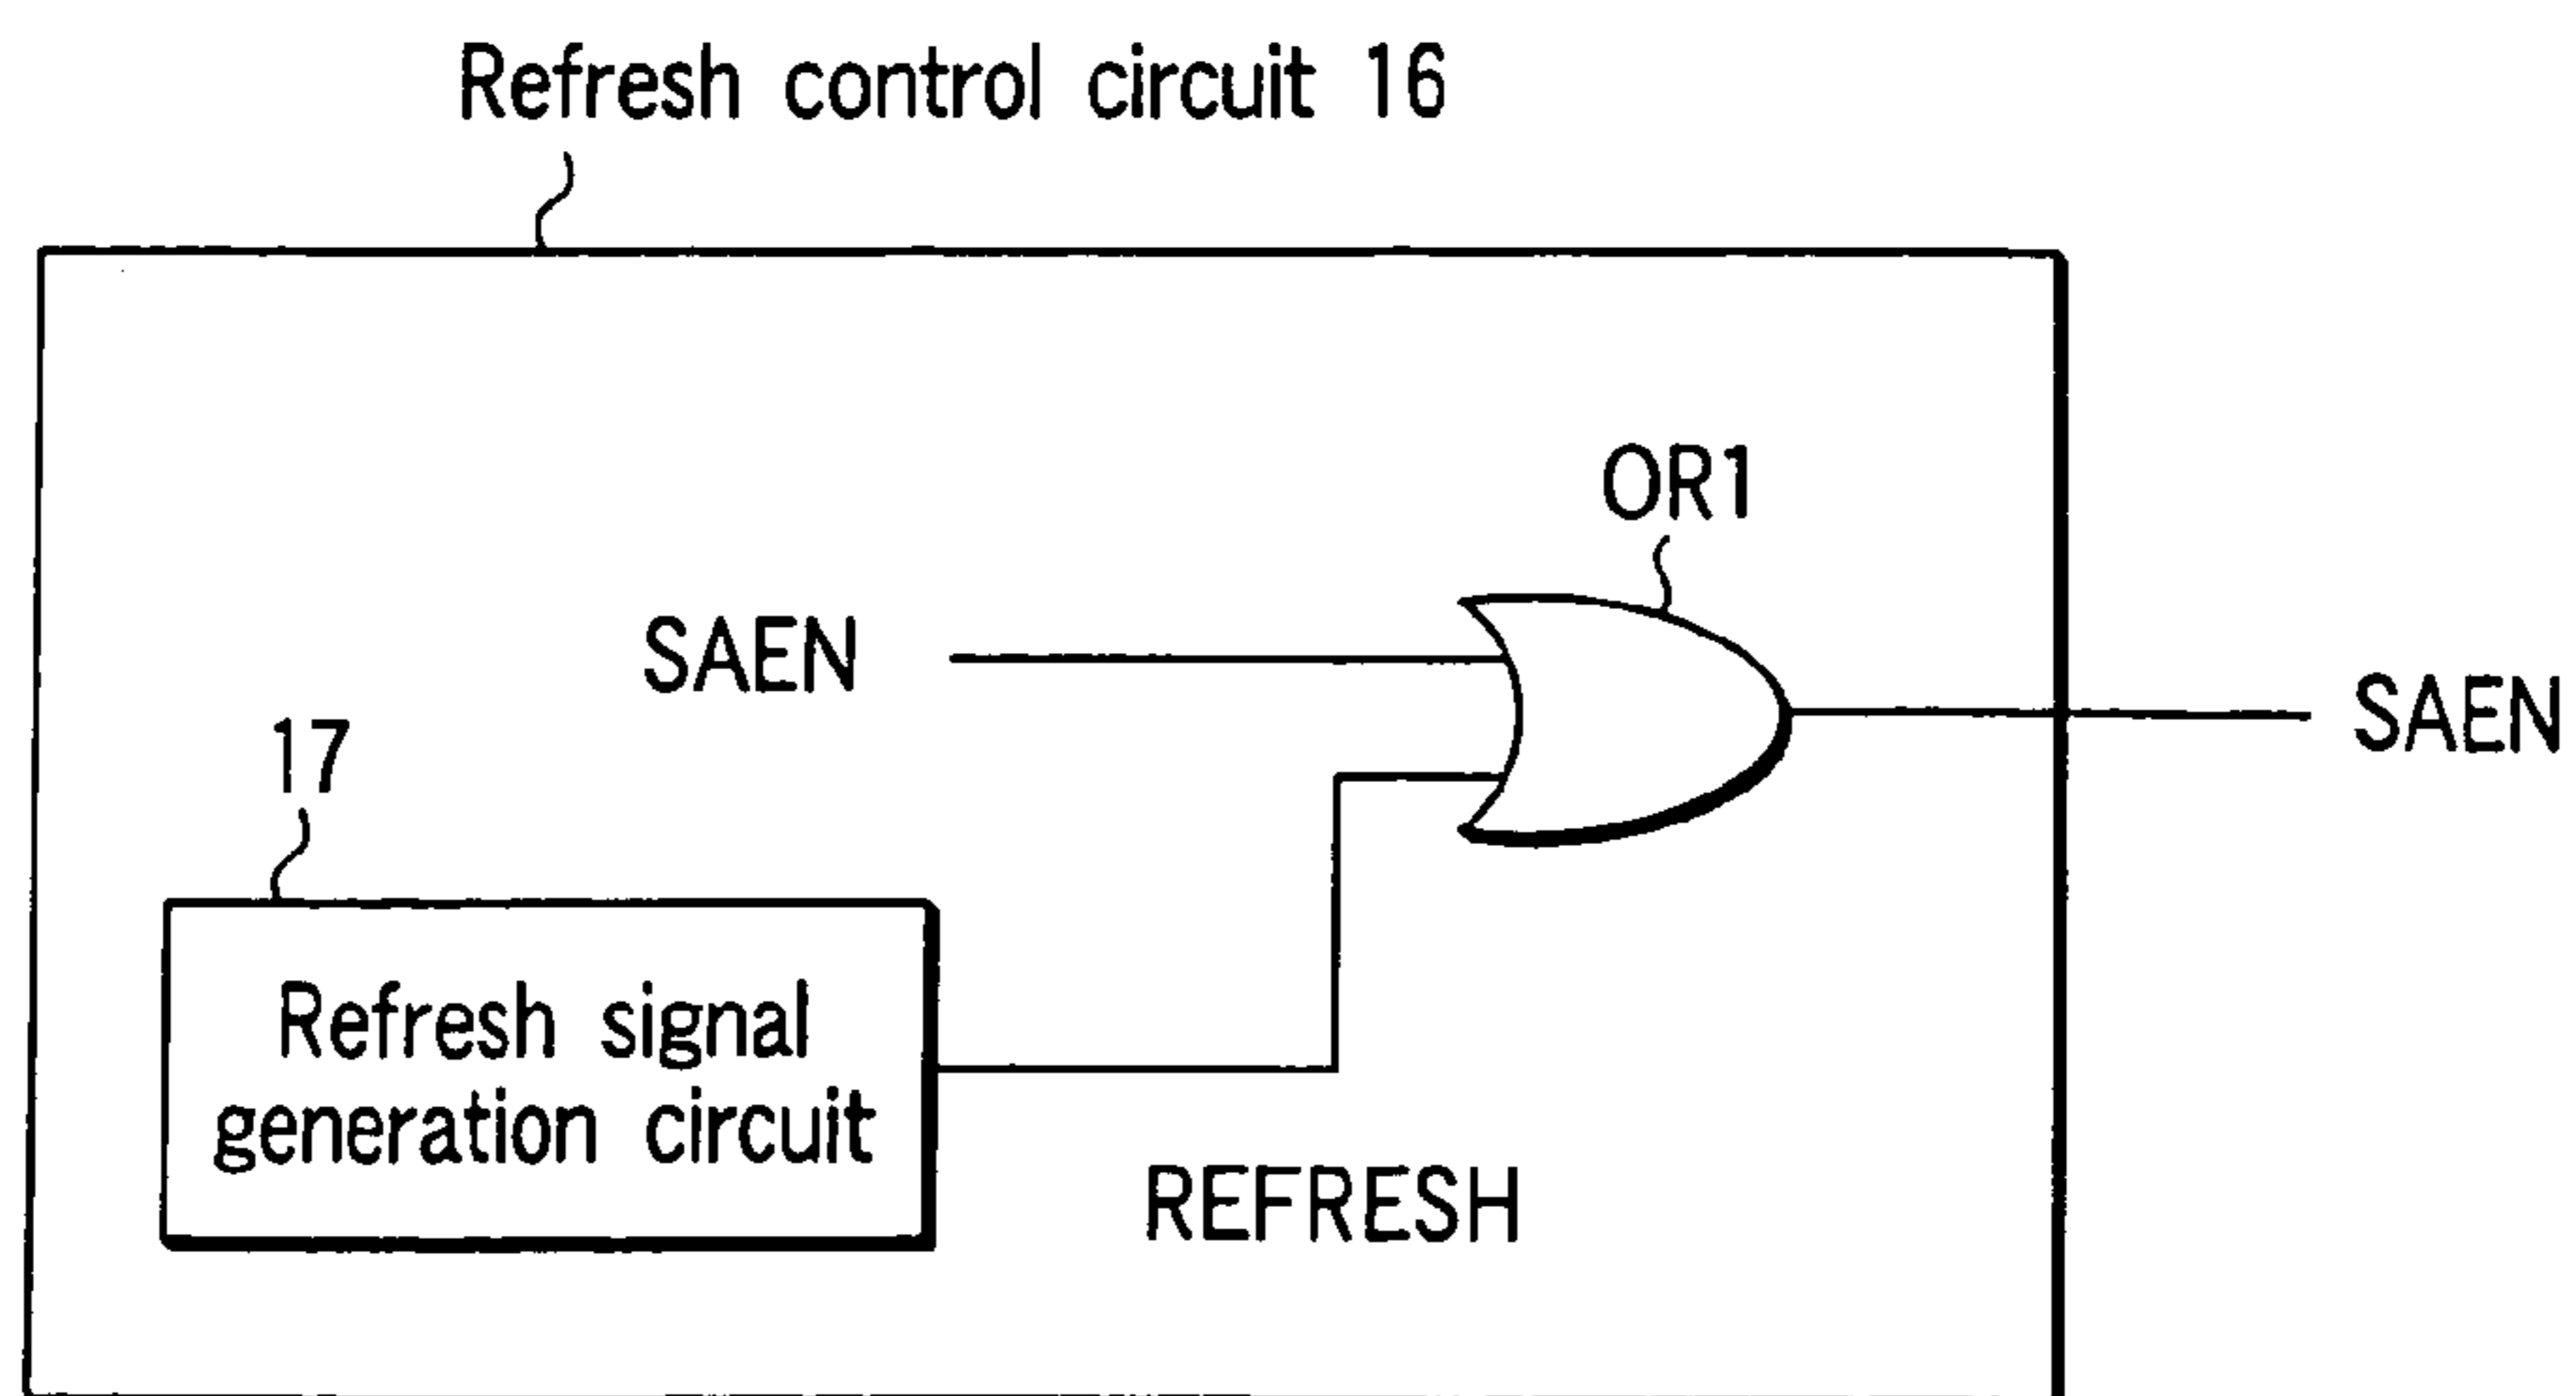 Refresh control circuit 16
OR1
SAEN
SAEN
17
Refresh signal
generation circuit
REFRESH